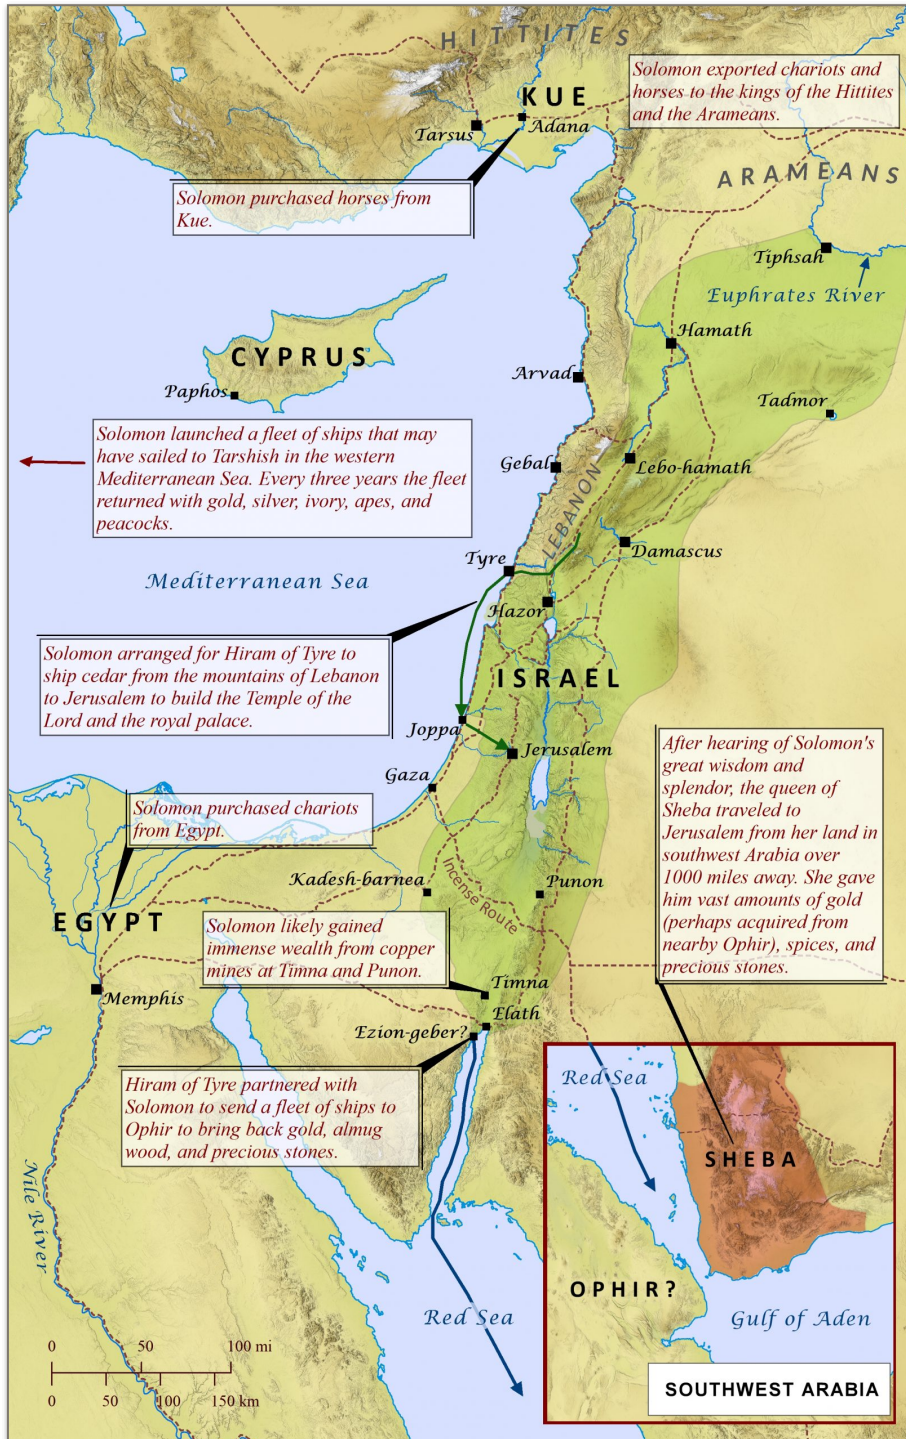 HITTITES
KUE
Tarsus
Adana
Solomon exported chariots and
horses to the kings of the Hittites
and the Arameans.
ARAMEANS
Solomon purchased horses from
Kue.
Tiphsah
Euphrates River
Hamath
CYPRUS
Paphos
Arvad
Tadmor
Solomon launched a fleet of ships that may
have sailed to Tarshish in the western
Mediterranean Sea. Every three years the fleet
returned with gold, silver, ivory, apes, and
peacocks.
Gebal
Lebo-hamath
LEBANON
Damascus
Tyre
Mediterranean Sea
Hazor
Solomon arranged for Hiram of Tyre to
ship cedar from the mountains of Lebanon
to Jerusalem to build the Temple of the
Lord and the royal palace.
ISRAEL
Joppa
Jerusalem
Gaza
After hearing of Solomon's
great wisdom and
splendor, the queen of
Sheba traveled to
Jerusalem from her land in
southwest Arabia over
1000 miles away. She gave
him vast amounts of gold
(perhaps acquired from
nearby Ophir), spices, and
precious stones.
Solomon purchased chariots
from Egypt.
Kadesh-barnea
Incense Route
Punon
EGYPT
Solomon likely gained
immense wealth from copper
mines at Timna and Punon.
Memphis
Timna
Elath
Ezion-geber?
Hiram of Tyre partnered with
Solomon to send a fleet of ships to
Ophir to bring back gold, almug
wood, and precious stones.
Nile River
Red Sea
Red Sea
SHEBA
OPHIR?
Gulf of Aden
SOUTHWEST ARABIA
0 50 100 mi
0 50 100 150 km